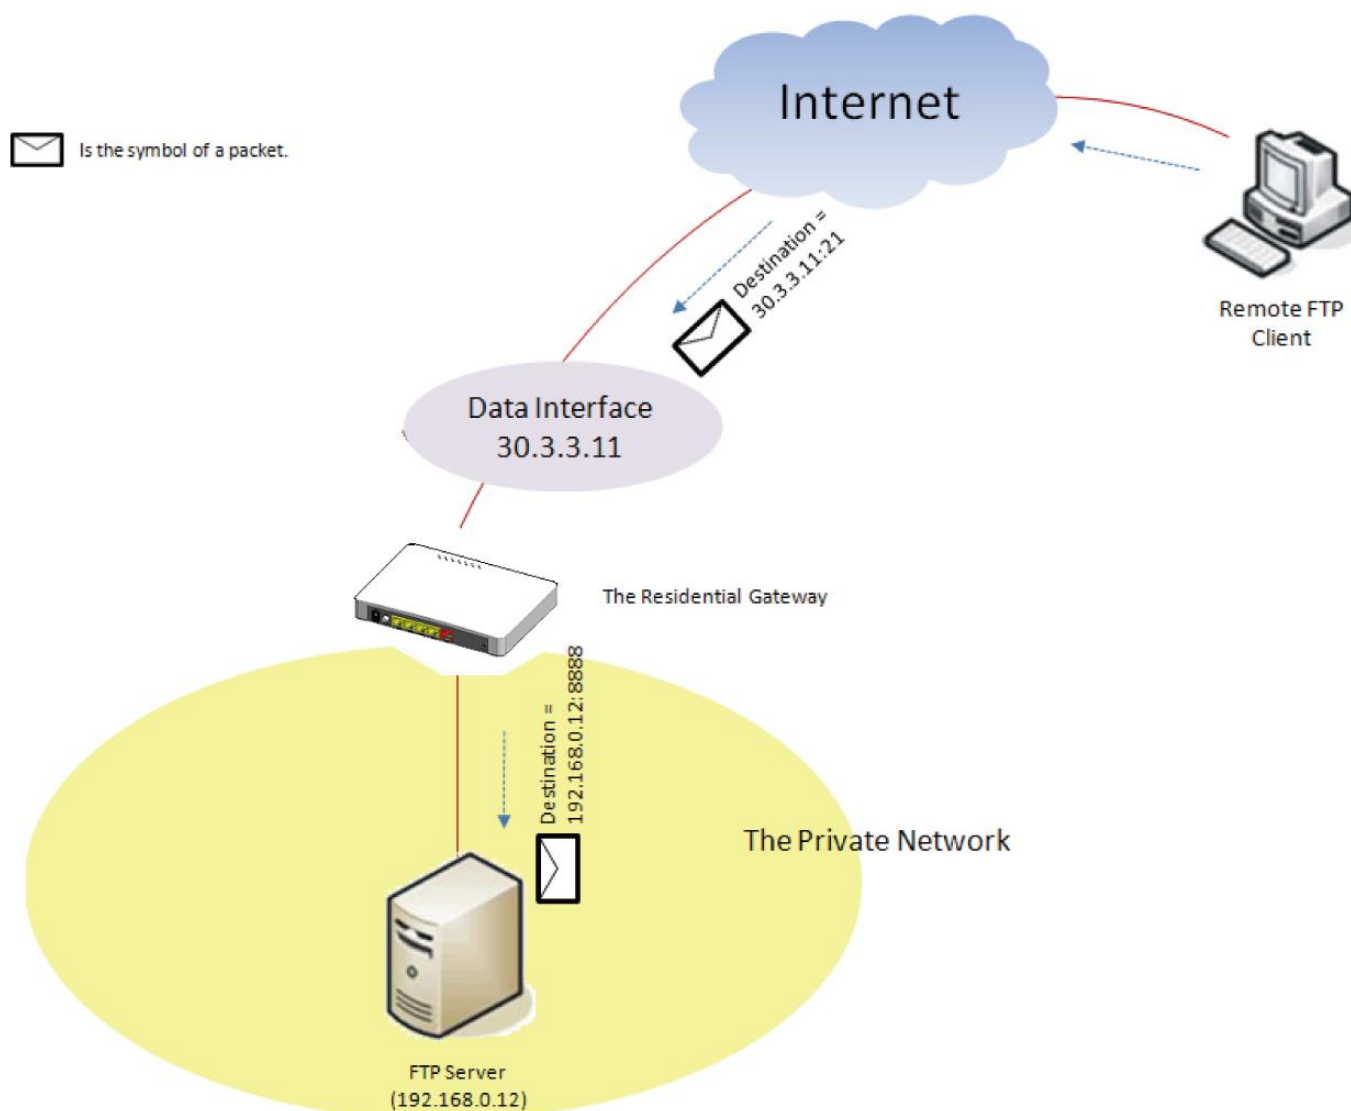 Internet
Is the symbol of a packet.
Destination =
30.3.3.11:21
Remote FTP
Client
Data Interface
30.3.3.11
The Residential Gateway
Destination =
192.168.0.12:8888
The Private Network
FTP Server
(192.168.0.12)